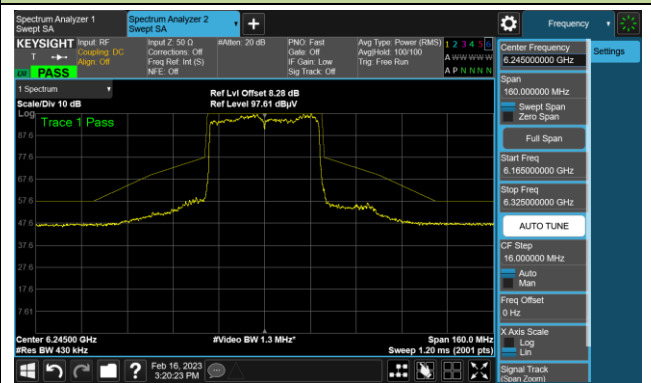 Spectrum Analyzer 1
Swept SA
Spectrum Analyzer 2
Swept SA
Frequency
KEYSIGHT
Input: RF
Coupling: DC
Align: Off
Input Z: 50 Ω
Corrections: Off
Freq Ref: Int (S)
NFE: Off
#Atten: 20 dB
PNO: Fast
Gate: Off
IF Gain: Low
Sig Track: Off
Avg Type: Power (RMS)
Avg|Hold: 100/100
Trig: Free Run
1 2 3 4 5 6
A W W W W W
A P N N N N
T
PASS
1 Spectrum
Scale/Div 10 dB
Ref Lvl Offset 8.28 dB
Ref Level 97.61 dBµV
Log
Trace 1 Pass
87.6
77.6
67.6
57.6
47.6
37.6
27.6
17.6
7.61
Center 6.24500 GHz
#Res BW 430 kHz
#Video BW 1.3 MHz*
Span 160.0 MHz
Sweep 1.20 ms (2001 pts)
Center Frequency
6.245000000 GHz
Settings
Span
160.000000 MHz
Swept Span
Zero Span
Full Span
Start Freq
6.165000000 GHz
Stop Freq
6.325000000 GHz
AUTO TUNE
CF Step
16.000000 MHz
Auto
Man
Freq Offset
0 Hz
X Axis Scale
Log
Lin
Signal Track
(Span Zoom)
Feb 16, 2023
3:20:23 PM